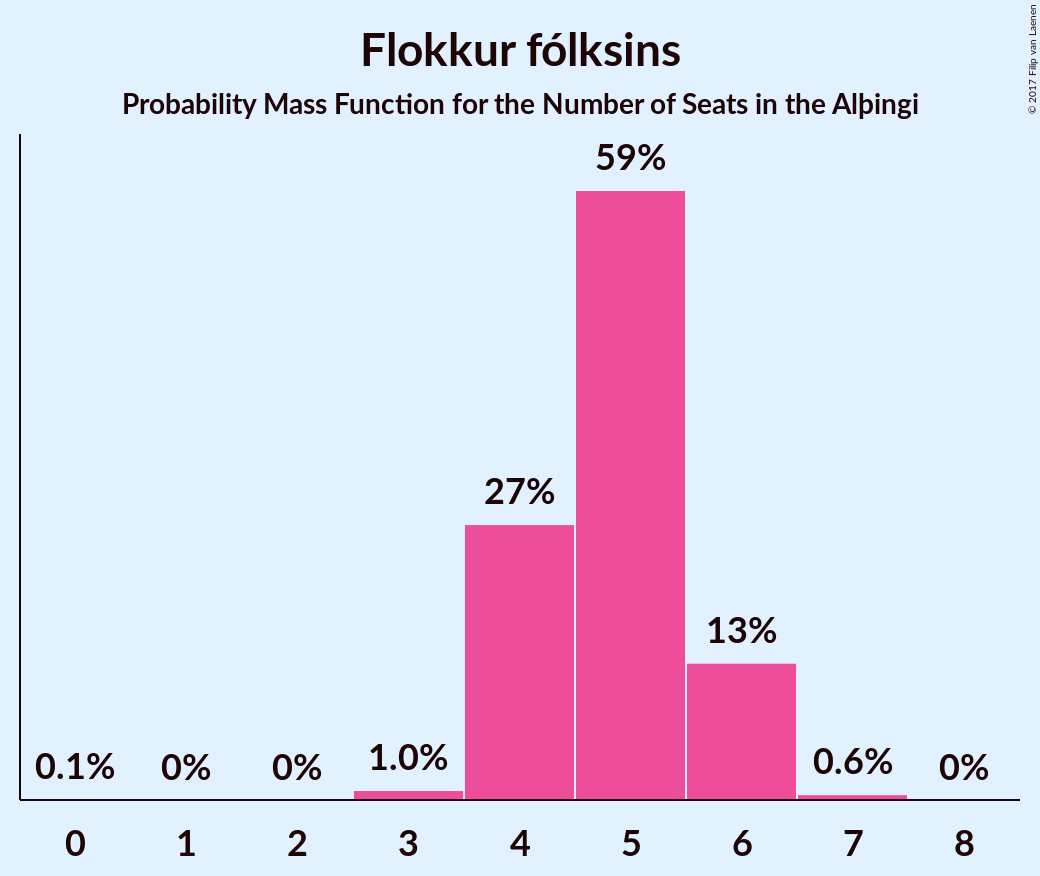 Flokkur fólksins
Probability Mass Function for the Number of Seats in the Alþingi
© 2017 Filip van Laenen
59%
27%
13%
0.1% 0% 0% 1.0% 0.6% 0%
0 1 2 3 4 5 6 7 8